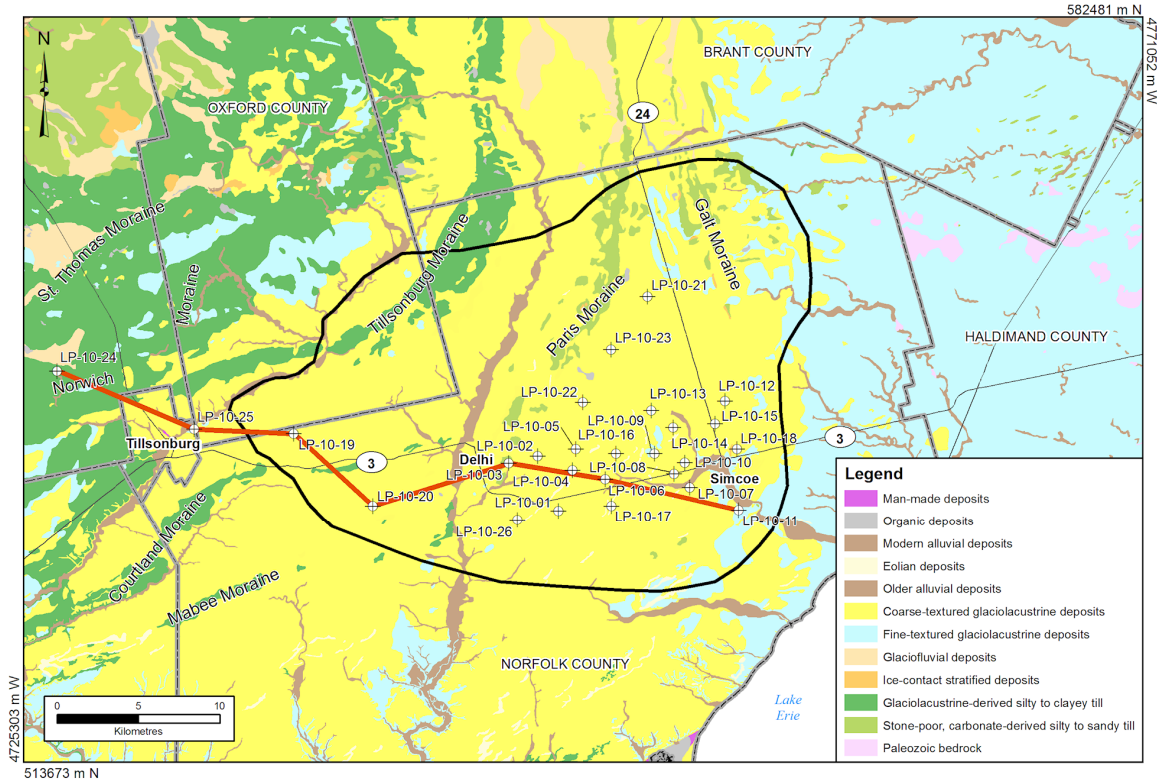 582481 m N
4771052 m W
N
BRANT COUNTY
OXFORD COUNTY
24
St. Thomas Moraine
Moraine
Norwich
Tillsonburg Moraine
Galt Moraine
Paris Moraine
HALDIMAND COUNTY
LP-10-21
LP-10-23
LP-10-24
LP-10-22
LP-10-13
LP-10-12
LP-10-25
LP-10-09
LP-10-15
LP-10-05
LP-10-16
LP-10-14
LP-10-18
Tillsonburg
LP-10-19
LP-10-02
3
3
Delhi
LP-10-03
LP-10-04
LP-10-08
LP-10-10
Simcoe
LP-10-20
LP-10-01
LP-10-06
LP-10-07
LP-10-17
LP-10-11
LP-10-26
Courtland Moraine
Mabee Moraine
NORFOLK COUNTY
Lake
Erie
0 5 10
Kilometres
Legend
Man-made deposits
Organic deposits
Modern alluvial deposits
Eolian deposits
Older alluvial deposits
Coarse-textured glaciolacustrine deposits
Fine-textured glaciolacustrine deposits
Glaciofluvial deposits
Ice-contact stratified deposits
Glaciolacustrine-derived silty to clayey till
Stone-poor, carbonate-derived silty to sandy till
Paleozoic bedrock
4725303 m W
513673 m N